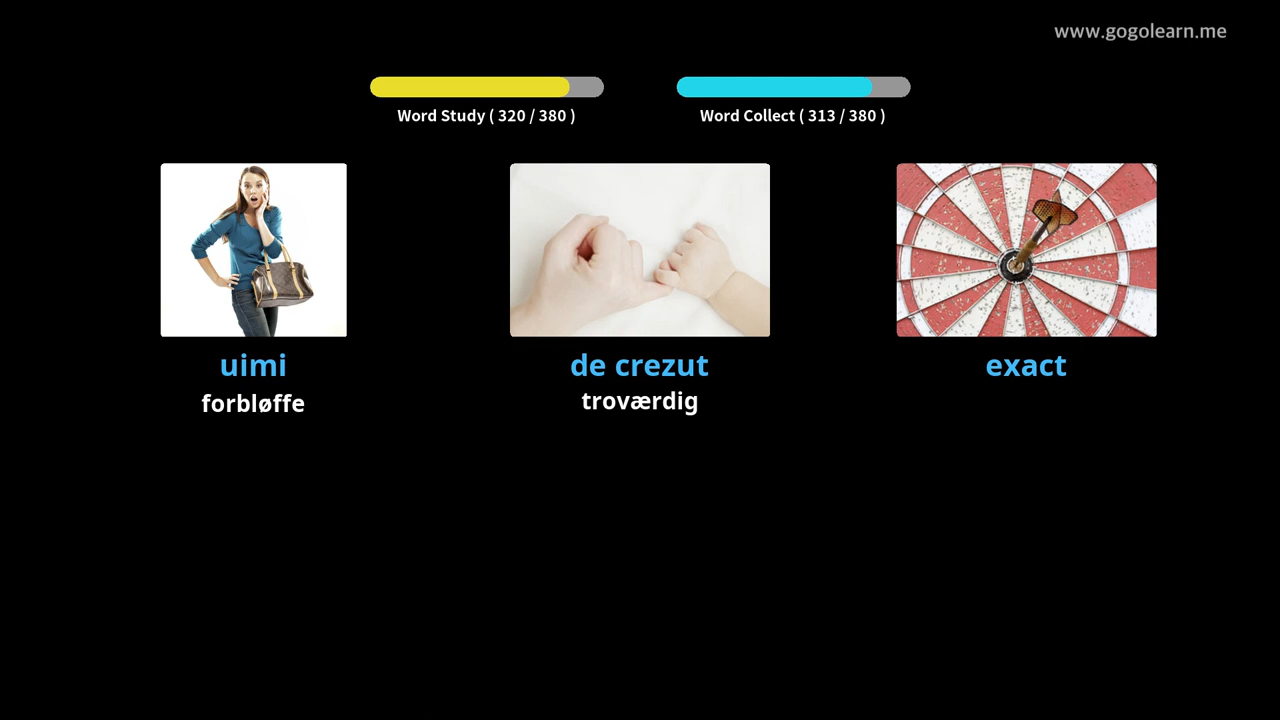 www.gogolearn.me
Word Study ( 320 / 380 )
Word Collect ( 313 / 380 )
uimi
forbløffe
de crezut
troværdig
exact